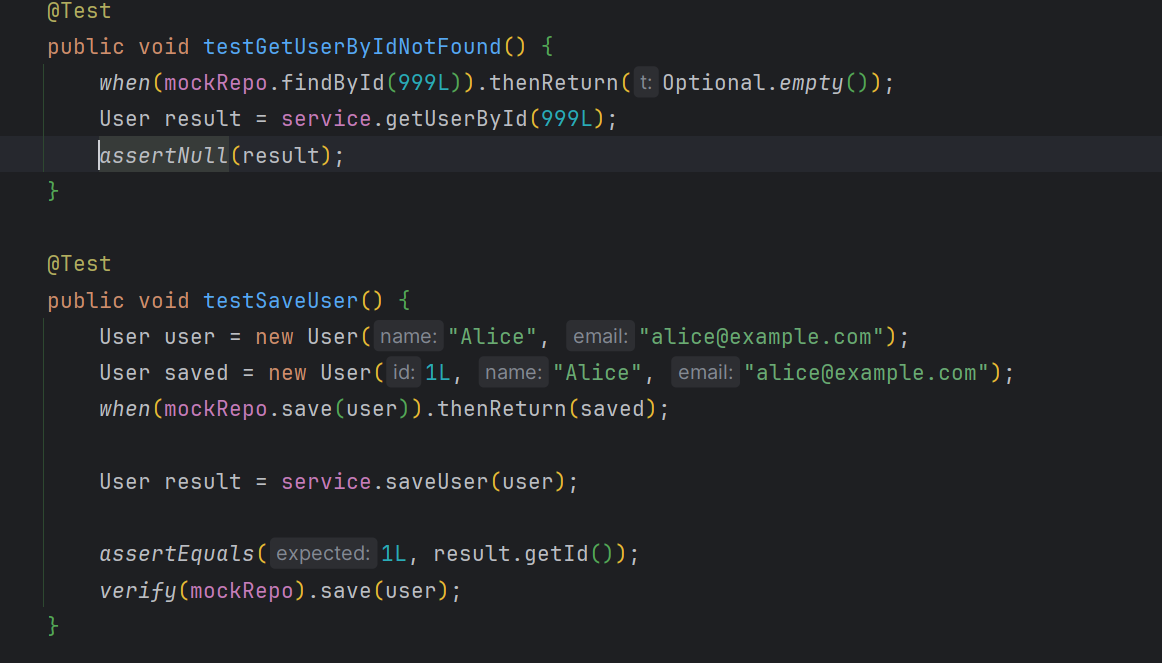 @Test
public void testGetUserByIdNotFound() {
when(mockRepo.findById(999L)).thenReturn( t: Optional.empty());
User result = service.getUserById(999L);
assertNull(result);
}
@Test
public void testSaveUser() {
User user = new User( name: "Alice", email: "alice@example.com");
User saved = new User( id: 1L, name: "Alice", email: "alice@example.com");
when(mockRepo.save(user)).thenReturn(saved);
User result = service.saveUser(user);
assertEquals( expected: 1L, result.getId());
verify(mockRepo).save(user);
}